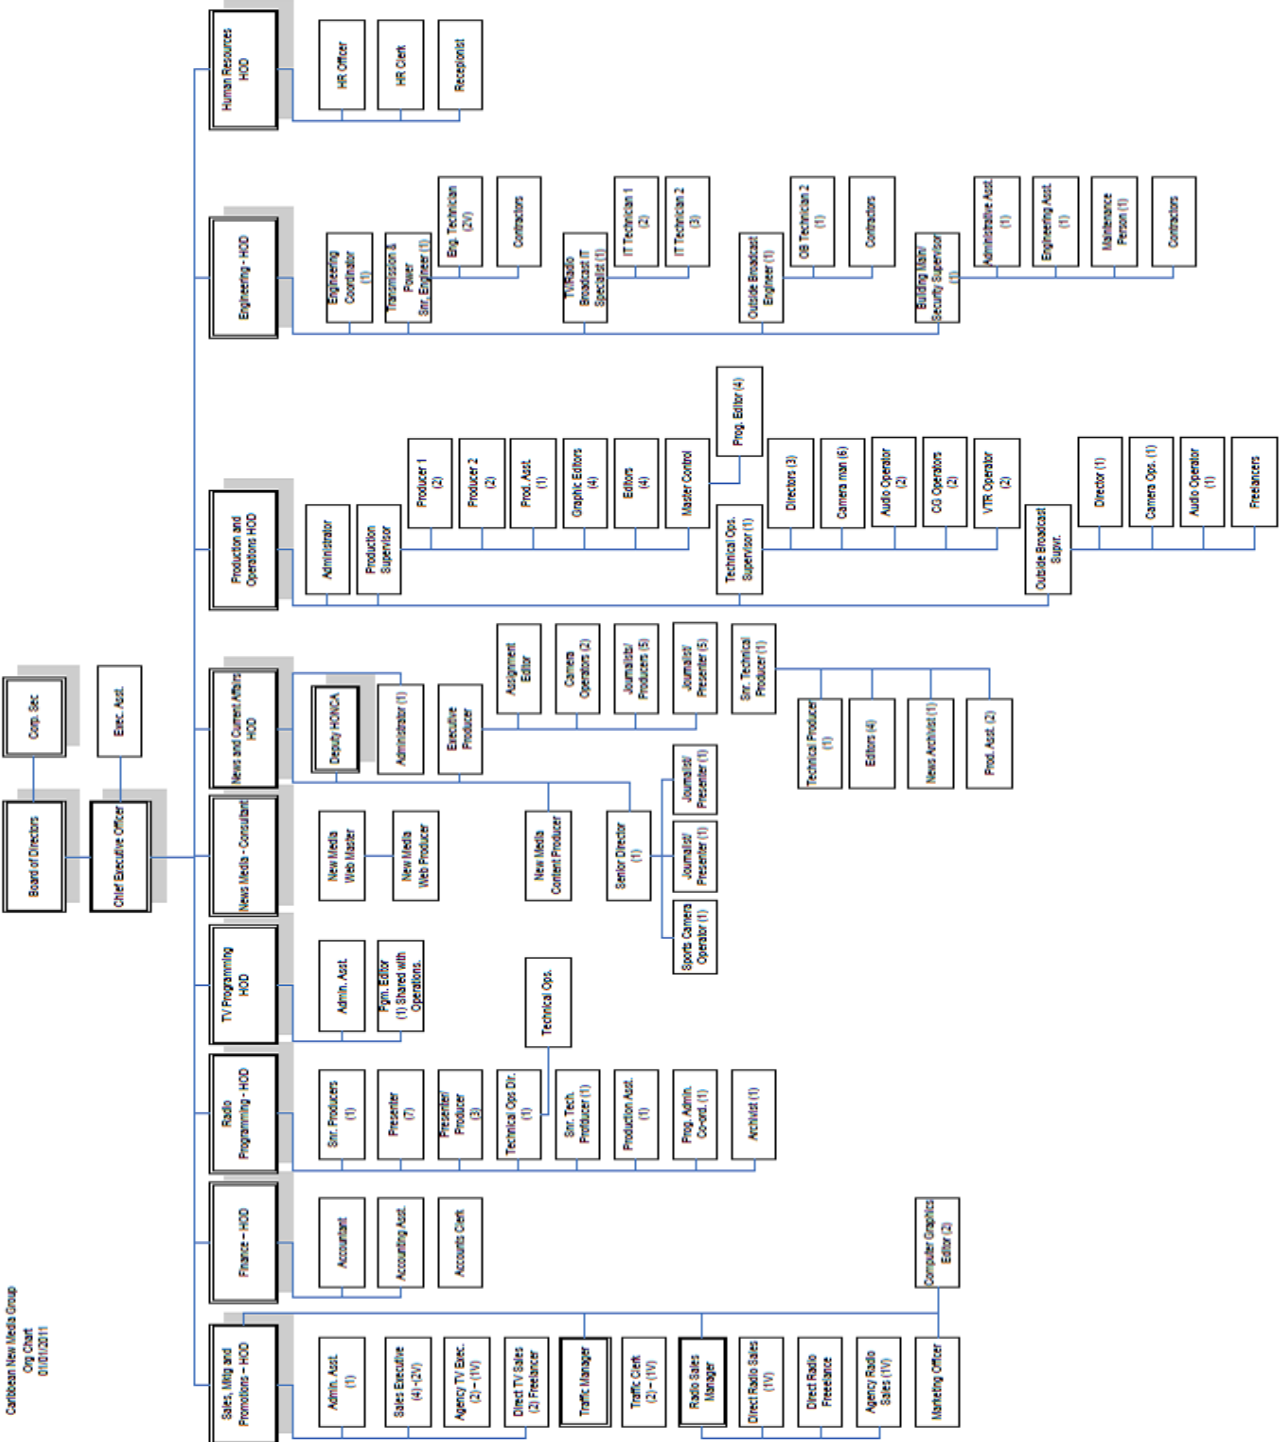 Caribbean New Media Group
Org Chart
01/01/2011
Board of Directors
Corp. Sec
Chief Executive Officer
Exec. Asst.
Sales, Mktg and
Promotions – HOD
Admin. Asst.
(1)
Sales Executive
(4) -(2V)
Agency TV Exec.
(2) – (1V)
Direct TV Sales
(2) Freelancer
Traffic Manager
Traffic Clerk
(2) – (1V)
Radio Sales
Manager
Direct Radio Sales
(1V)
Direct Radio
Freelance
Agency Radio
Sales (1V)
Marketing Officer
Computer Graphics
Editor (2)
Finance – HOD
Accountant
Accounting Asst.
Accounts Clerk
Radio
Programming - HOD
Snr. Producers
(1)
Presenter
(7)
Presenter/
Producer
(3)
Technical Ops Dir.
(1)
Technical Ops.
Snr. Tech.
Profducer (1)
Production Asst.
(1)
Prog. Admin.
Co-ord. (1)
Archivist (1)
TV Programming
HOD
Admin. Asst.
Pgm. Editor
(1) Shared with
Operations.
News Media - Consultant
New Media
Web Master
New Media
Web Producer
New Media
Content Producer
Senior Director
(1)
Sports Camera
Operator (1)
Journalist/
Presenter (1)
Journalist/
Presenter (1)
News and Current Affairs
HOD
Deputy HONCA
Administrator (1)
Executive
Producer
Assignment
Editor
Camera
Operators (2)
Journalists/
Producers (5)
Journalist/
Presenter (5)
Snr. Technical
Producer (1)
Technical Producer
(1)
Editors (4)
News Archivist (1)
Prod. Asst. (2)
Production and
Operations HOD
Administrator
Production
Supervisor
Producer 1
(2)
Producer 2
(2)
Prod. Asst.
(1)
Graphic Editors
(4)
Editors
(4)
Master Control
Prog. Editor (4)
Technical Ops.
Supervisor (1)
Directors (3)
Camera man (6)
Audio Operator
(2)
CG Operators
(2)
VTR Operator
(2)
Outside Broadcast
Supvr.
Director (1)
Camera Ops. (1)
Audio Operator
(1)
Freelancers
Engineering - HOD
Engineering
Coordinator
(1)
Transmission &
Power
Snr, Engineer (1)
Eng. Technician
(2V)
Contractors
TV/Radio
Broadcast IT
Specialist (1)
IT Technician 1
(2)
IT Technician 2
(3)
Outside Broadcast
Engineer (1)
OB Technician 2
(1)
Contractors
Building Main/
Security Supervisor
(1)
Administrative Asst.
(1)
Engineering Asst.
(1)
Maintenance
Person (1)
Contractors
Human Resources
HOD
HR Officer
HR Clerk
Receptionist